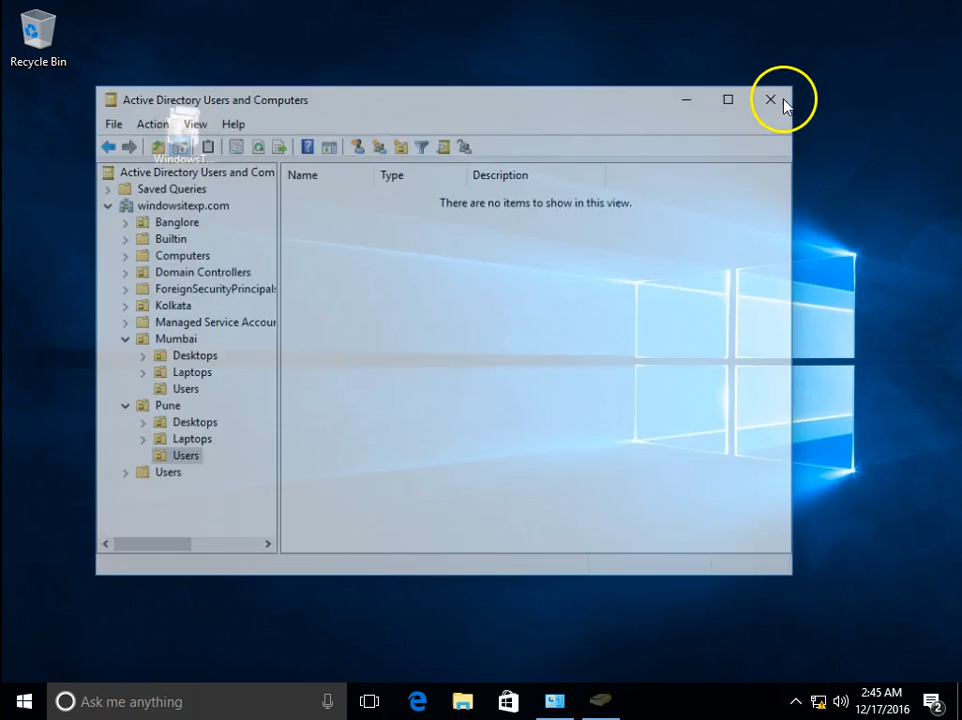 Recycle Bin
Active Directory Users and Computers
File Action View Help
WindowsT...
Active Directory Users and Com
Name Type Description
Saved Queries
There are no items to show in this view.
windowsitexp.com
Banglore
Builtin
Computers
Domain Controllers
ForeignSecurityPrincipals
Kolkata
Managed Service Accour
Mumbai
Desktops
Laptops
Users
Pune
Desktops
Laptops
Users
Users
Ask me anything
2:45 AM
12/17/2016
2